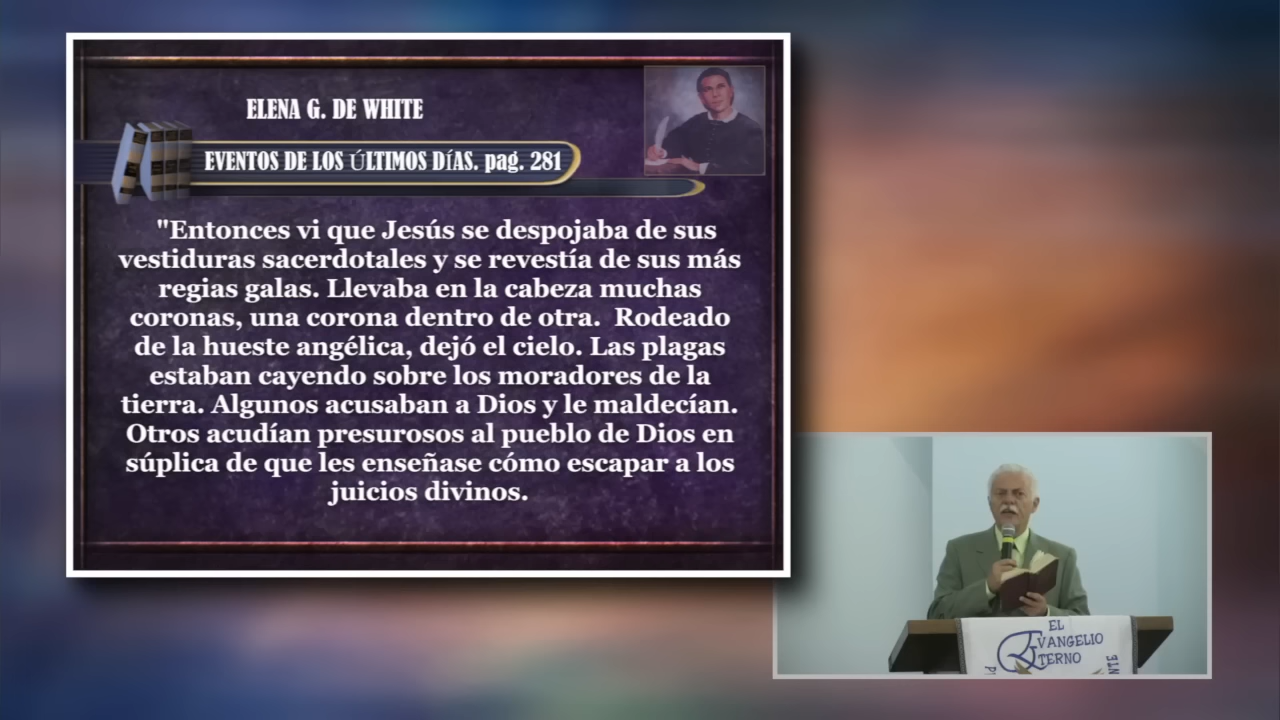 ELENA G. DE WHITE
EVENTOS DE LOS ÚLTIMOS DÍAS. pag. 281
"Entonces vi que Jesús se despojaba de sus
vestiduras sacerdotales y se revestía de sus más
regias galas. Llevaba en la cabeza muchas
coronas, una corona dentro de otra. Rodeado
de la hueste angélica, dejó el cielo. Las plagas
estaban cayendo sobre los moradores de la
tierra. Algunos acusaban a Dios y le maldecían.
Otros acudían presurosos al pueblo de Dios en
súplica de que les enseñase cómo escapar a los
juicios divinos.
EL
EVANGELIO
ETERNO